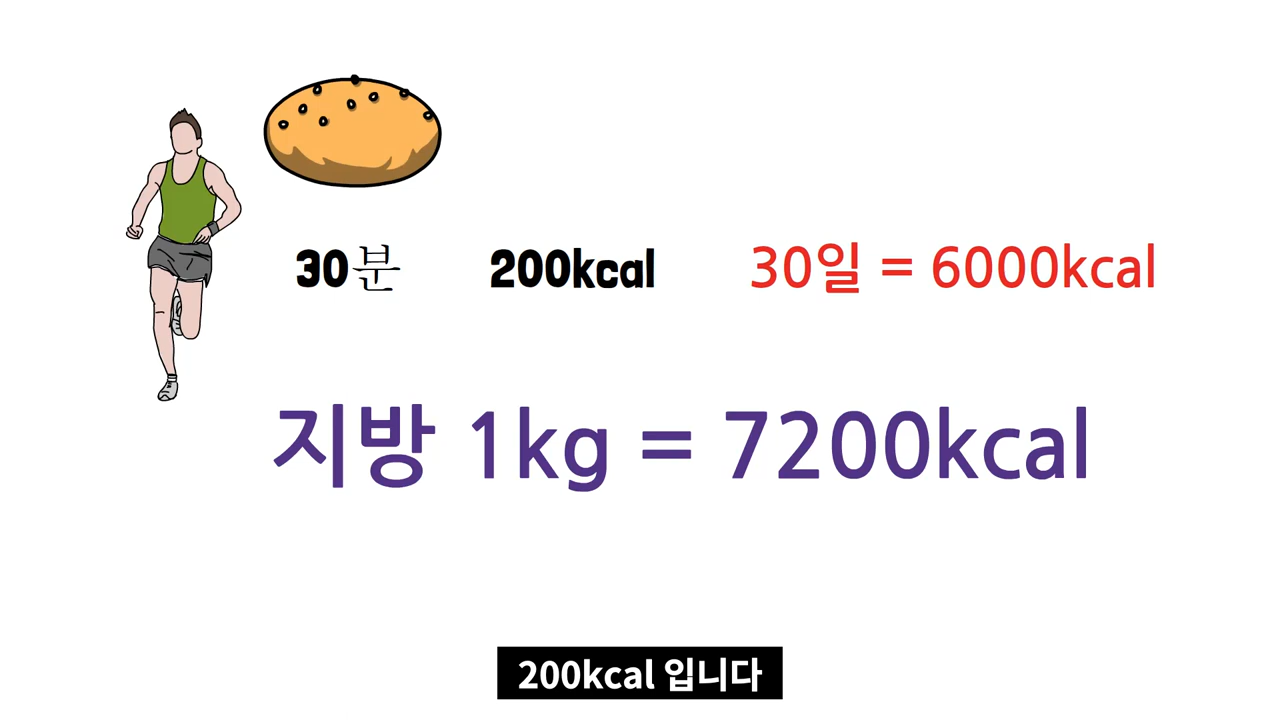 30분 200kcal 30일 = 6000kcal
지방 1kg = 7200kcal
200kcal 입니다